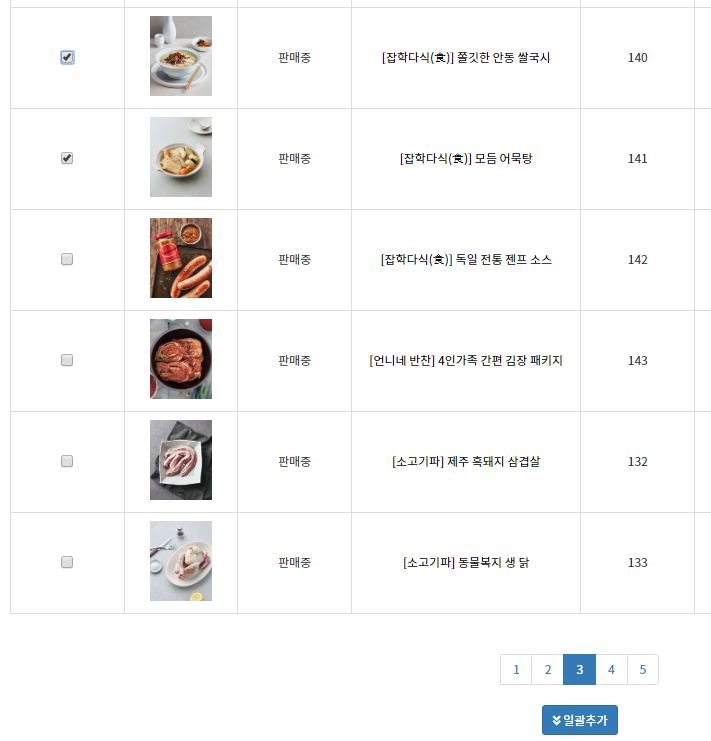 판매중 [잡학다식(食)] 쫄깃한 안동 쌀국시 140
판매중 [잡학다식(食)] 모듬 어묵탕 141
판매중 [잡학다식(食)] 독일 전통 젠프 소스 142
판매중 [언니네 반찬] 4인가족 간편 김장 패키지 143
판매중 [소고기파] 제주 흑돼지 삼겹살 132
판매중 [소고기파] 동물복지 생 닭 133
1 2 3 4 5
일괄추가